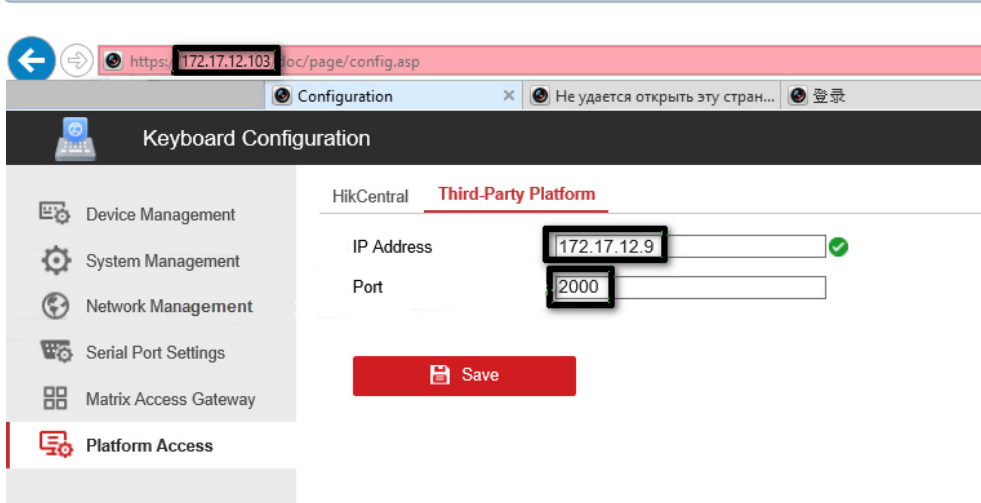 https://172.17.12.103/doc/page/config.asp
Configuration
Не удается открыть эту стран...
登录
Keyboard Configuration
HikCentral
Third-Party Platform
Device Management
IP Address
172.17.12.9
System Management
Port
2000
Network Management
Serial Port Settings
Save
Matrix Access Gateway
Platform Access